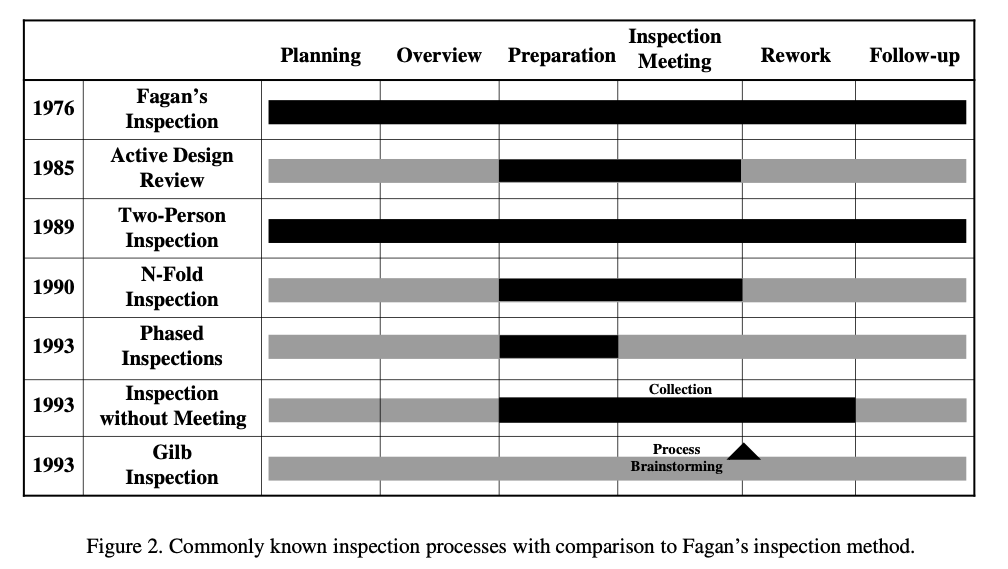 Planning Overview Preparation Inspection Meeting Rework Follow-up
1976 Fagan’s
Inspection
1985 Active Design
Review
1989 Two-Person
Inspection
1990 N-Fold
Inspection
1993 Phased
Inspections
1993 Inspection
without Meeting
Collection
1993 Gilb
Inspection
Process
Brainstorming
Figure 2. Commonly known inspection processes with comparison to Fagan’s inspection method.